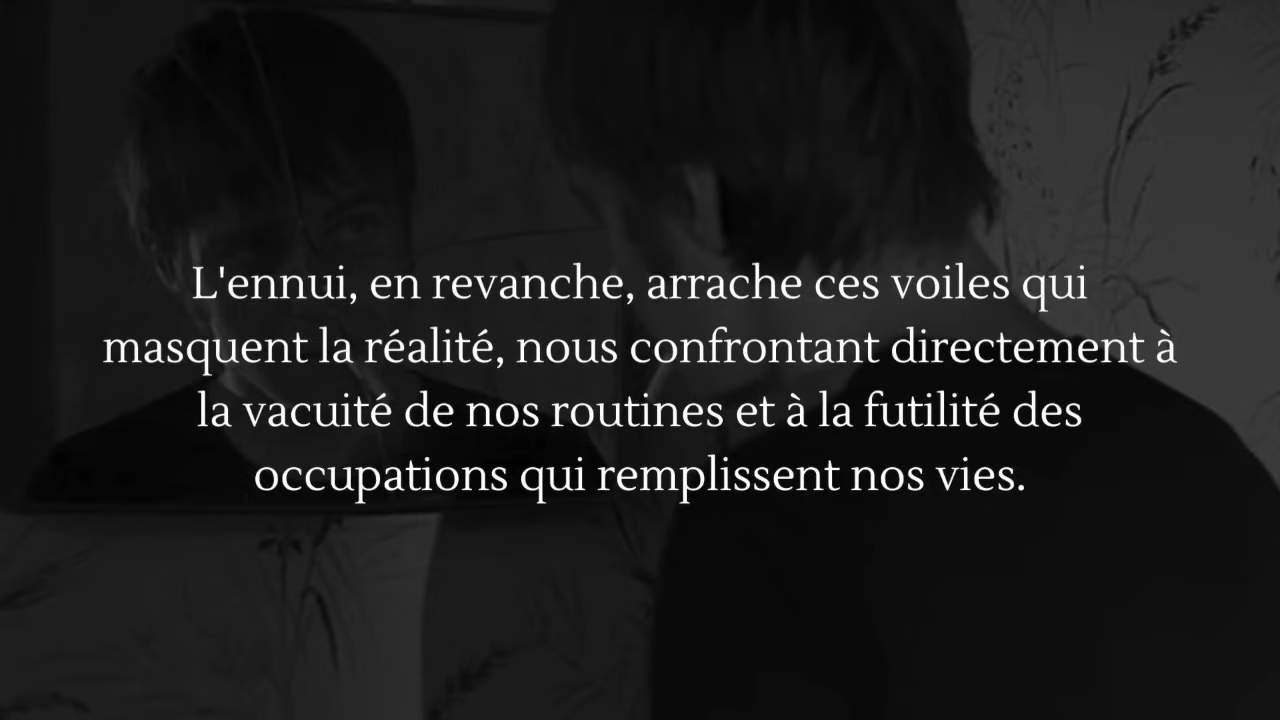 L'ennui, en revanche, arrache ces voiles qui
masquent la réalité, nous confrontant directement à
la vacuité de nos routines et à la futilité des
occupations qui remplissent nos vies.